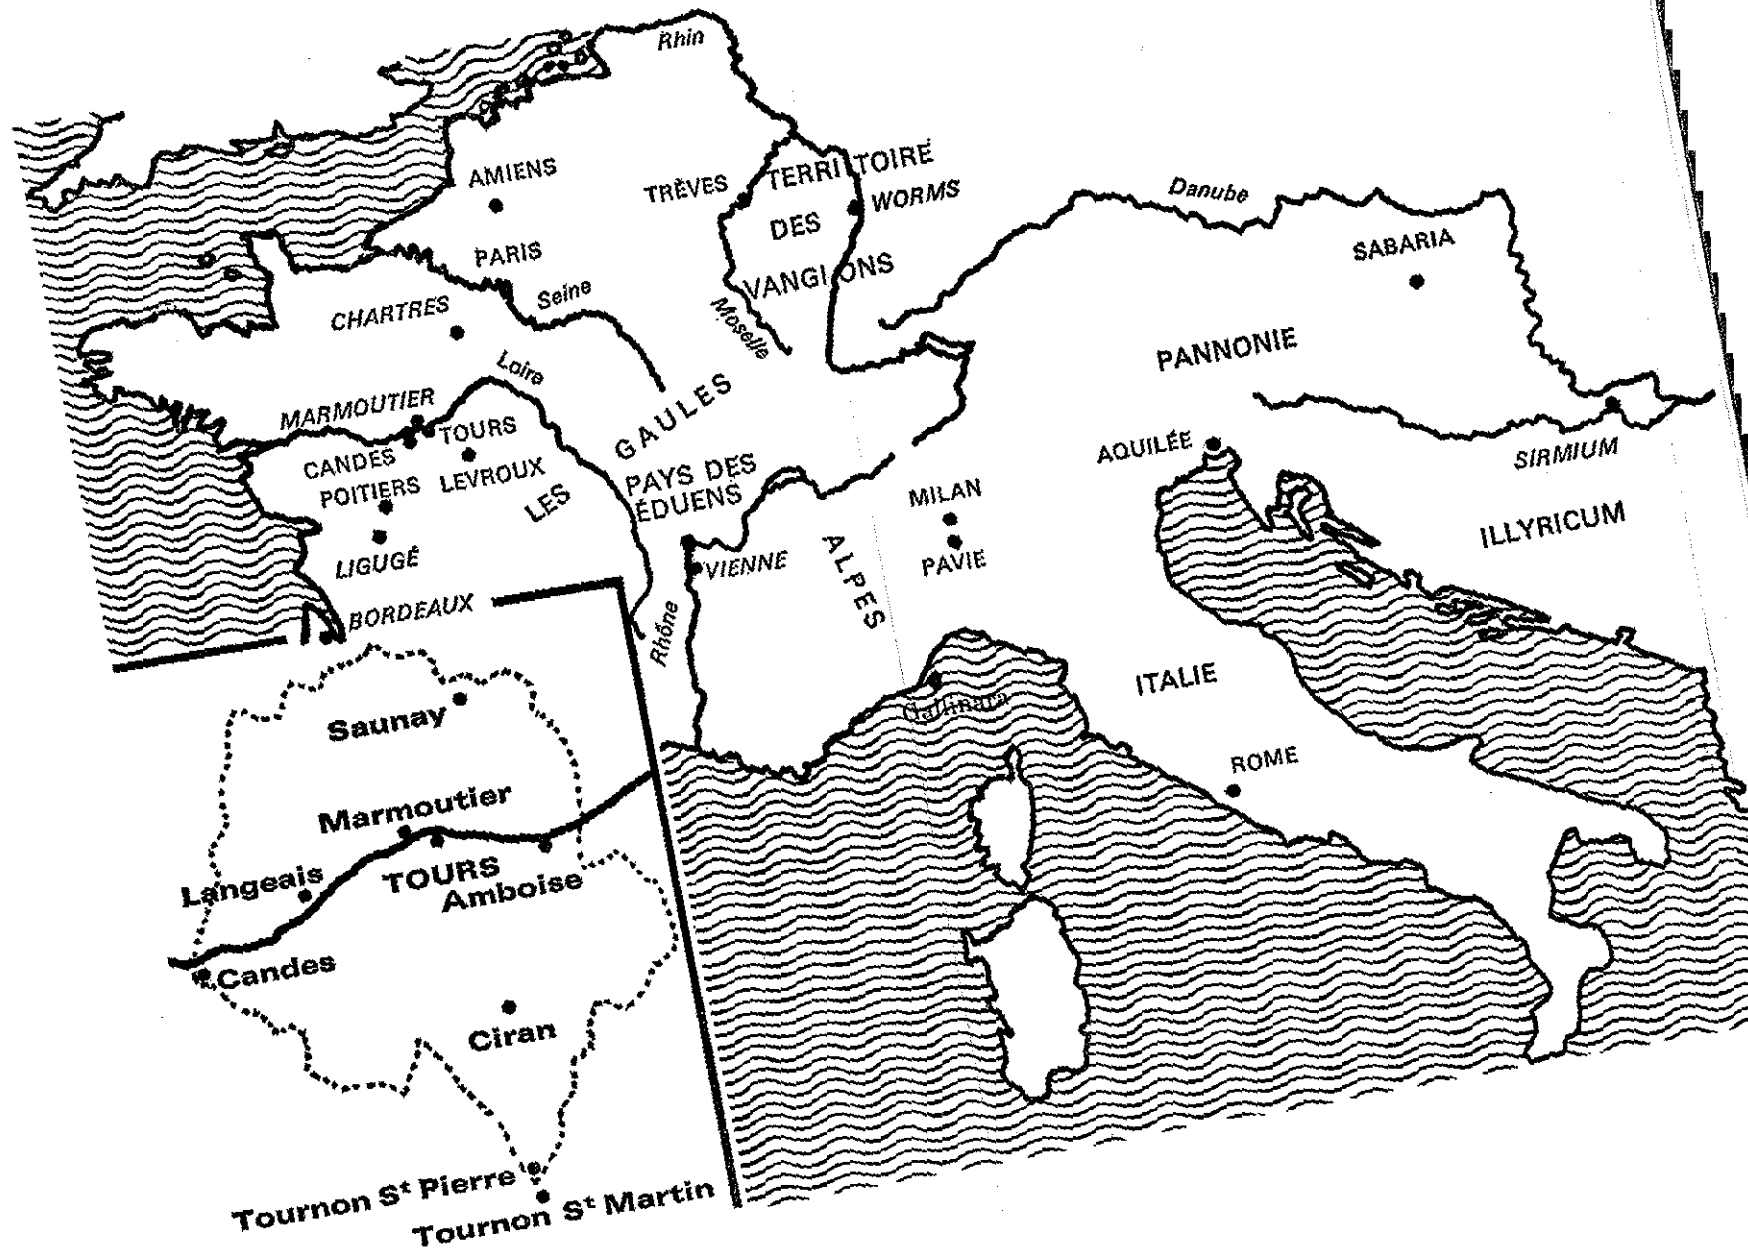 Rhin
AMIENS
TRÈVES
TERRITOIRE
DES
VANGIONS
WORMS
Danube
SABARIA
PARIS
Seine
CHARTRES
Moselle
PANNONIE
Loire
MARMOUTIER
TOURS
CANDES
LEVROUX
POITIERS
LIGUGÉ
BORDEAUX
LES GAULES
PAYS DES
ÉDUENS
VIENNE
Rhône
ALPES
MILAN
PAVIE
AQUILÉE
SIRMIUM
ILLYRICUM
ITALIE
Gallinara
ROME
Saunay
Marmoutier
Langeais
TOURS
Amboise
Candes
Ciran
Tournon St Pierre
Tournon St Martin